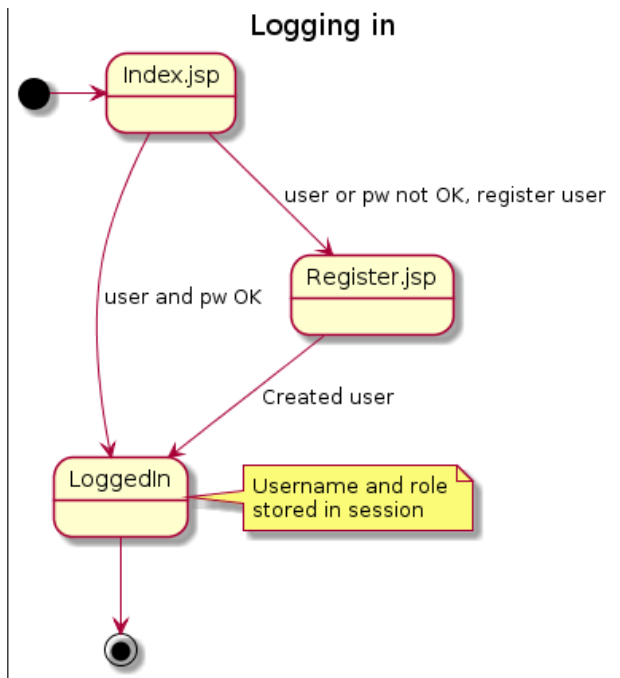 Logging in
Index.jsp
user or pw not OK, register user
Register.jsp
user and pw OK
Created user
LoggedIn
Username and role
stored in session